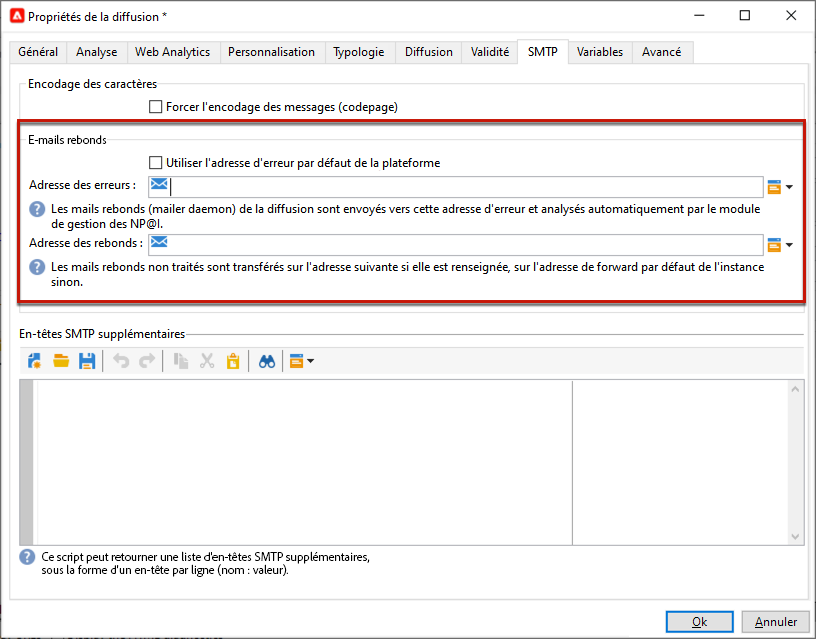 Propriétés de la diffusion *
Général Analyse Web Analytics Personnalisation Typologie Diffusion Validité SMTP Variables Avancé
Encodage des caractères
Forcer l'encodage des messages (codepage)
E-mails rebonds
Utiliser l'adresse d'erreur par défaut de la plateforme
Adresse des erreurs :
Les mails rebonds (mailer daemon) de la diffusion sont envoyés vers cette adresse d'erreur et analysés automatiquement par le module
de gestion des NP@I.
Adresse des rebonds :
Les mails rebonds non traités sont transférés sur l'adresse suivante si elle est renseignée, sur l'adresse de forward par défaut de l'instance
sinon.
En-têtes SMTP supplémentaires
Ce script peut retourner une liste d'en-têtes SMTP supplémentaires,
sous la forme d'un en-tête par ligne (nom : valeur).
Ok Annuler